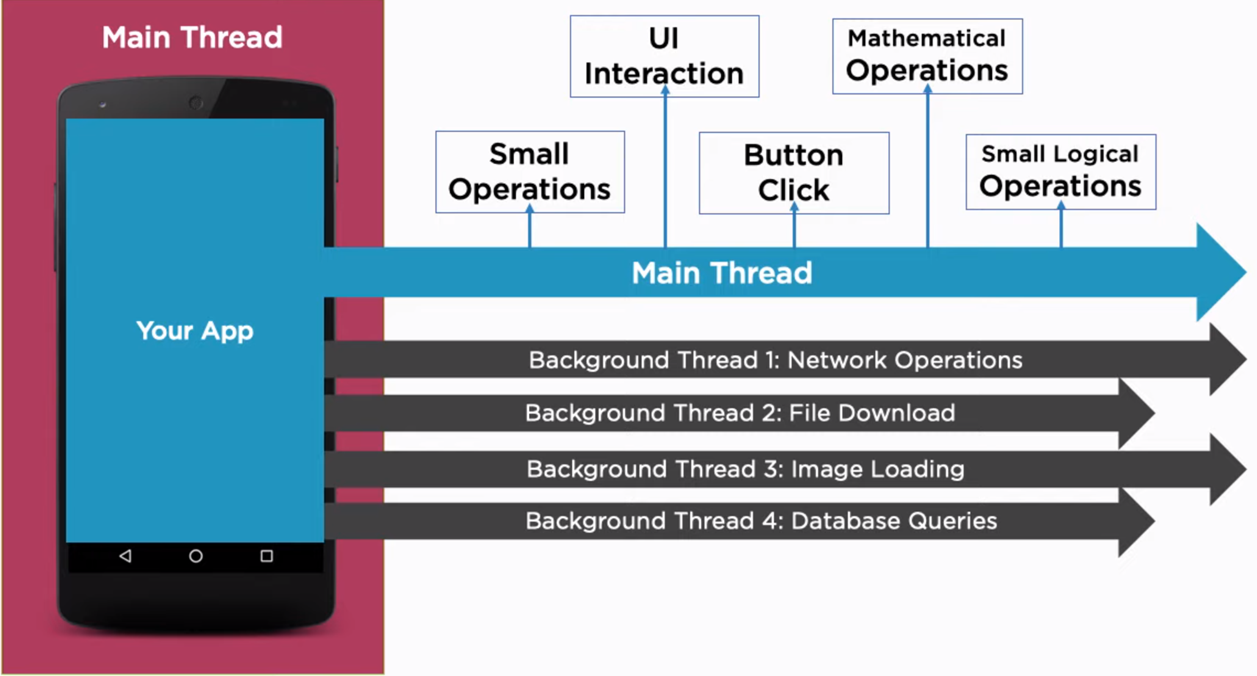 Main Thread
Your App
UI
Interaction
Mathematical
Operations
Small
Operations
Button
Click
Small Logical
Operations
Main Thread
Background Thread 1: Network Operations
Background Thread 2: File Download
Background Thread 3: Image Loading
Background Thread 4: Database Queries